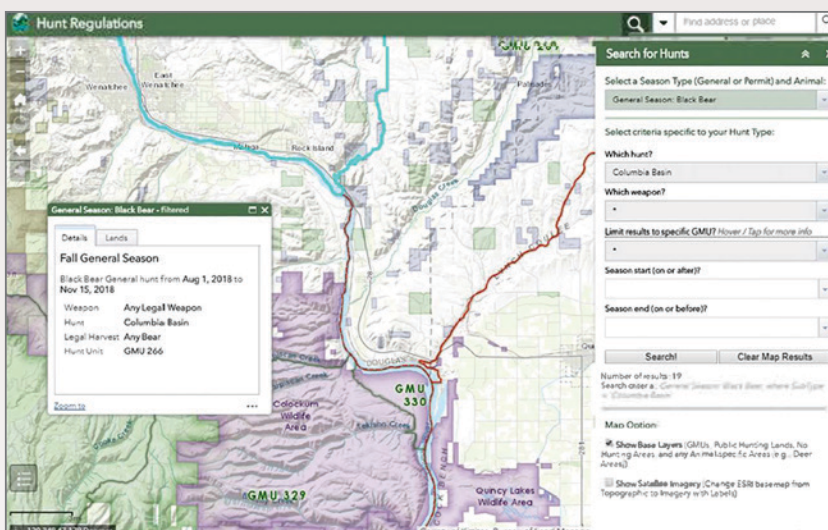 Hunt Regulations
Find address or place
Wenatchee
East
Wenatchee
Rock Island
Palisades
Douglas Creek
DOUGLAS
GMU
330
Colockum
Wildlife
Area
GMU 329
Quincy Lakes
Wildlife Area
281
General Season: Black Bear - filtered
Details
Lands
Fall General Season
Black Bear General hunt from Aug 1, 2018 to
Nov 15, 2018
Weapon Any Legal Weapon
Hunt Columbia Basin
Legal Harvest Any Bear
Hunt Unit GMU 266
Zoom to
Search for Hunts
Select a Season Type (General or Permit) and Animal:
General Season: Black Bear
Select criteria specific to your Hunt Type:
Which hunt?
Columbia Basin
Which weapon?
*
Limit results to specific GMU? Hover / Tap for more info
*
Season start (on or after)?
Season end (on or before)?
Search!
Clear Map Results
Number of results: 19
General Season: Black Bear, where SubType
Map Option:
Show Base Layers (GMUs, Public Hunting Lands, No
Hunting Areas, and any Animal specific Areas (e.g., Deer
Areas))
Show Satellite Imagery (Change ESRI basemap from
Topographic to Imagery with Labels)